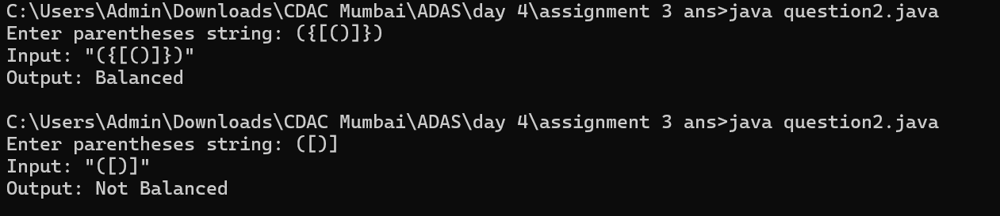 C:\Users\Admin\Downloads\CDAC Mumbai\ADAS\day 4\assignment 3 ans>java question2.java
Enter parentheses string: ({[()]})
Input: "({[()]})"
Output: Balanced
C:\Users\Admin\Downloads\CDAC Mumbai\ADAS\day 4\assignment 3 ans>java question2.java
Enter parentheses string: ([)]
Input: "([)]"
Output: Not Balanced